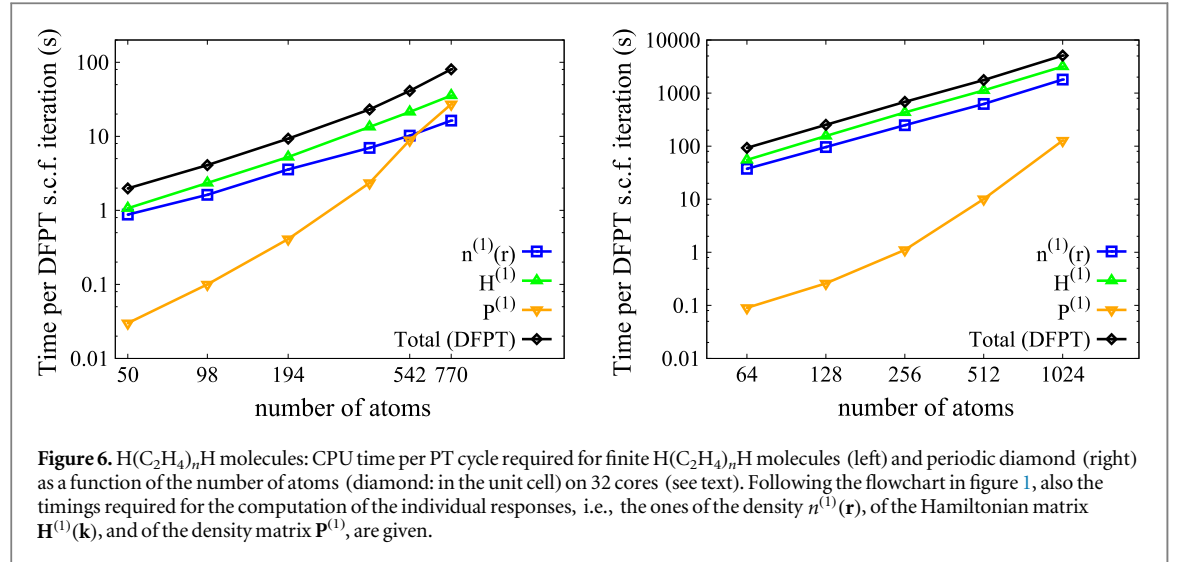 Time per DFPT s.c.f. iteration (s)
100
10
1
0.1
0.01
50 98 194 542 770
number of atoms
n(1)(r)
H(1)
P(1)
Total (DFPT)
Time per DFPT s.c.f. iteration (s)
10000
1000
100
10
1
0.1
0.01
64 128 256 512 1024
number of atoms
n(1)(r)
H(1)
P(1)
Total (DFPT)
Figure 6. H(C₂H₄)ₙH molecules: CPU time per PT cycle required for finite H(C₂H₄)ₙH molecules (left) and periodic diamond (right)
as a function of the number of atoms (diamond: in the unit cell) on 32 cores (see text). Following the flowchart in figure 1, also the
timings required for the computation of the individual responses, i.e., the ones of the density n(1)(r), of the Hamiltonian matrix
H(1)(k), and of the density matrix P(1), are given.